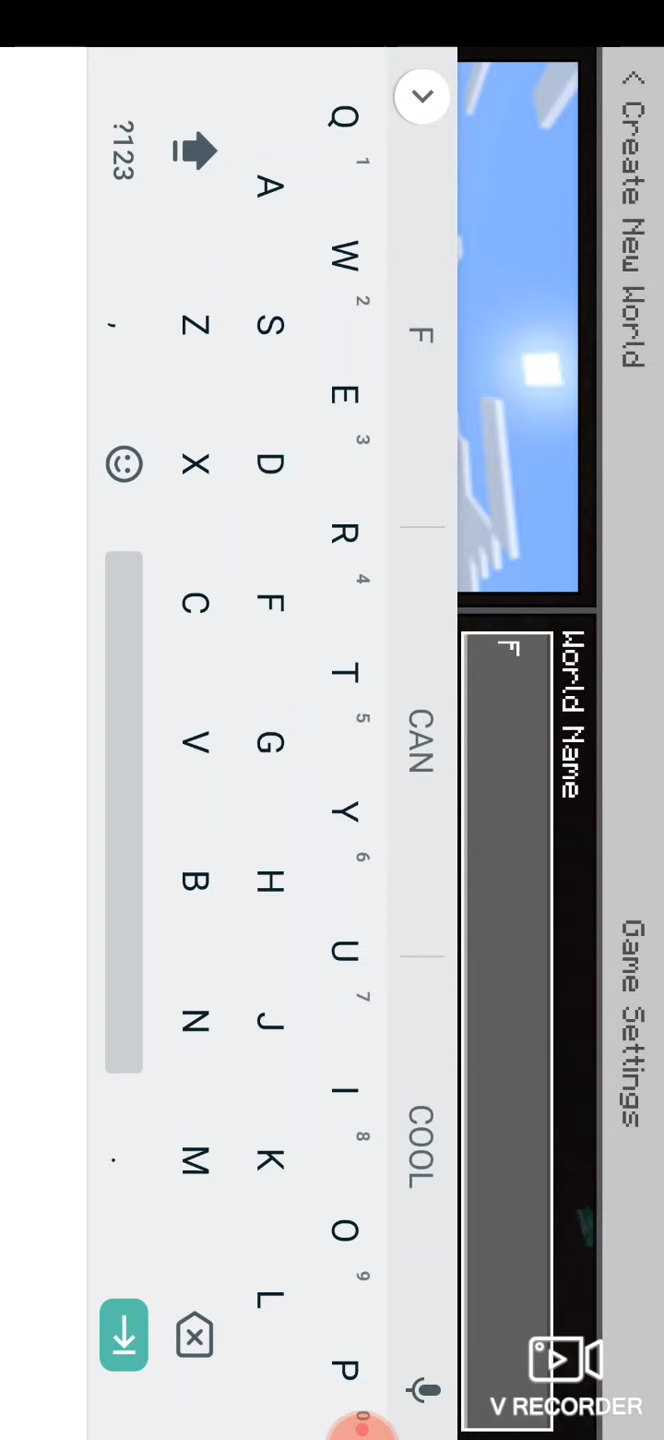 < Create New World
Game Settings
World Name
F
F CAN COOL
Q 1 W 2 E 3 R 4 T 5 Y 6 U 7 I 8 O 9 P 0
A S D F G H J K L
Z X C V B N M
?123 , .
V RECORDER